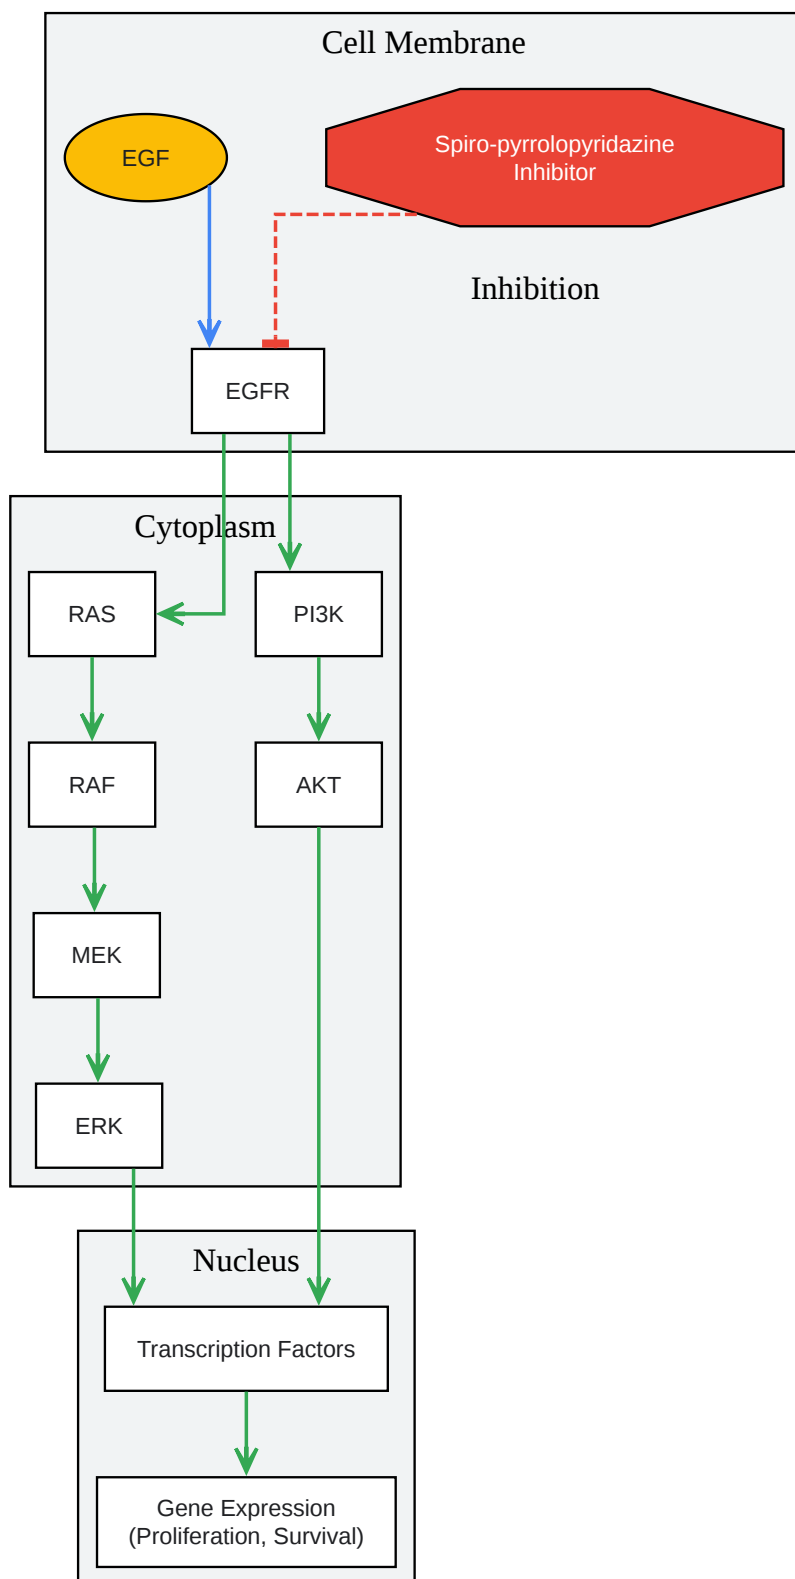 Cell Membrane
EGF
Spiro-pyrrolopyridazine
Inhibitor
Inhibition
EGFR
Cytoplasm
RAS
PI3K
RAF
AKT
MEK
ERK
Nucleus
Transcription Factors
Gene Expression
(Proliferation, Survival)